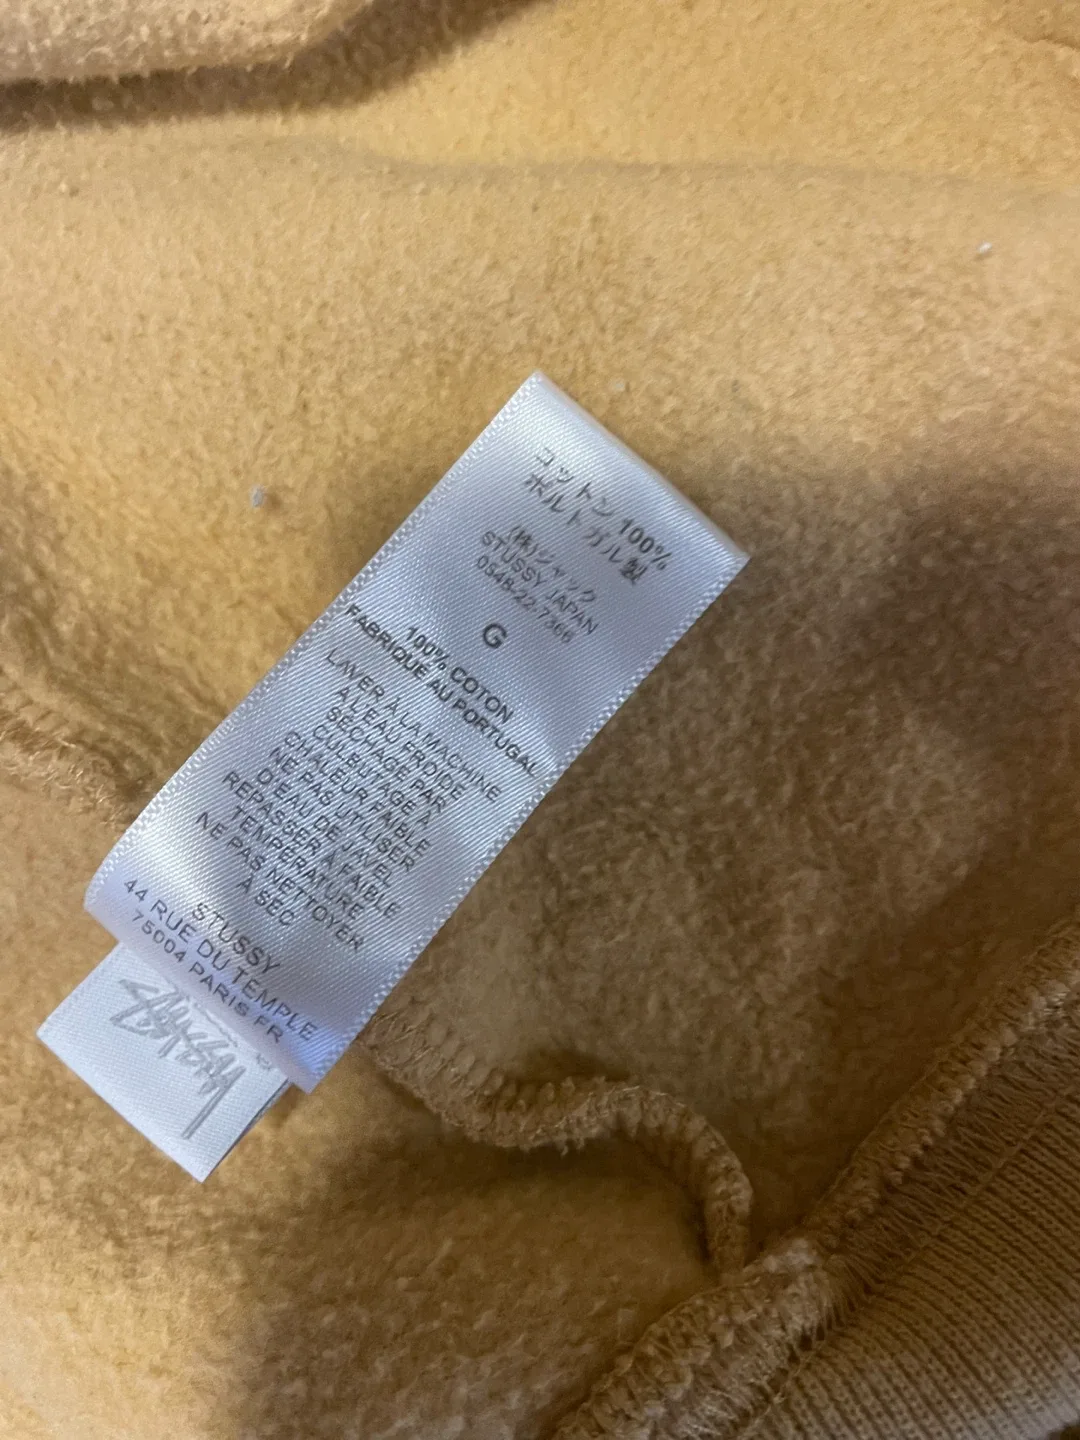 コットン 100%
ポルトガル製
(株)ジャック
STUSSY JAPAN
0548-22-7366
G
100% COTON
FABRIQUE AU PORTUGAL
LAVER À LA MACHINE
À L'EAU FROIDE
SÉCHAGE PAR
CULBUTAGE À
CHALEUR FAIBLE
NE PAS UTILISER
D'EAU DE JAVEL
REPASSER À FAIBLE
TEMPÉRATURE
NE PAS NETTOYER
À SEC
STUSSY
44 RUE DU TEMPLE
75004 PARIS FR
STUSSY